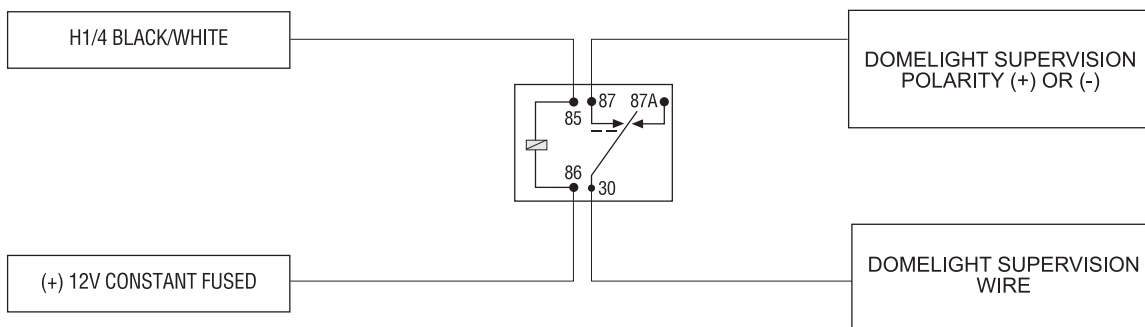 H1/4 BLACK/WHITE
DOMELIGHT SUPERVISION
POLARITY (+) OR (-)
87 87A
85
86
30
(+) 12V CONSTANT FUSED
DOMELIGHT SUPERVISION
WIRE